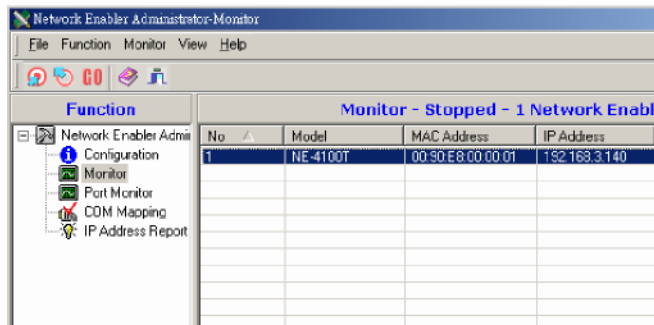 Network Enabler Administrator-Monitor
File Function Monitor View Help
GO
Function
Monitor - Stopped - 1 Network Enabl
Network Enabler Admi
Configuration
Monitor
Port Monitor
COM Mapping
IP Address Report
No Model MAC Address IP Address
1 NE-4100T 00:90:E8:00:00:01 192.168.3.140